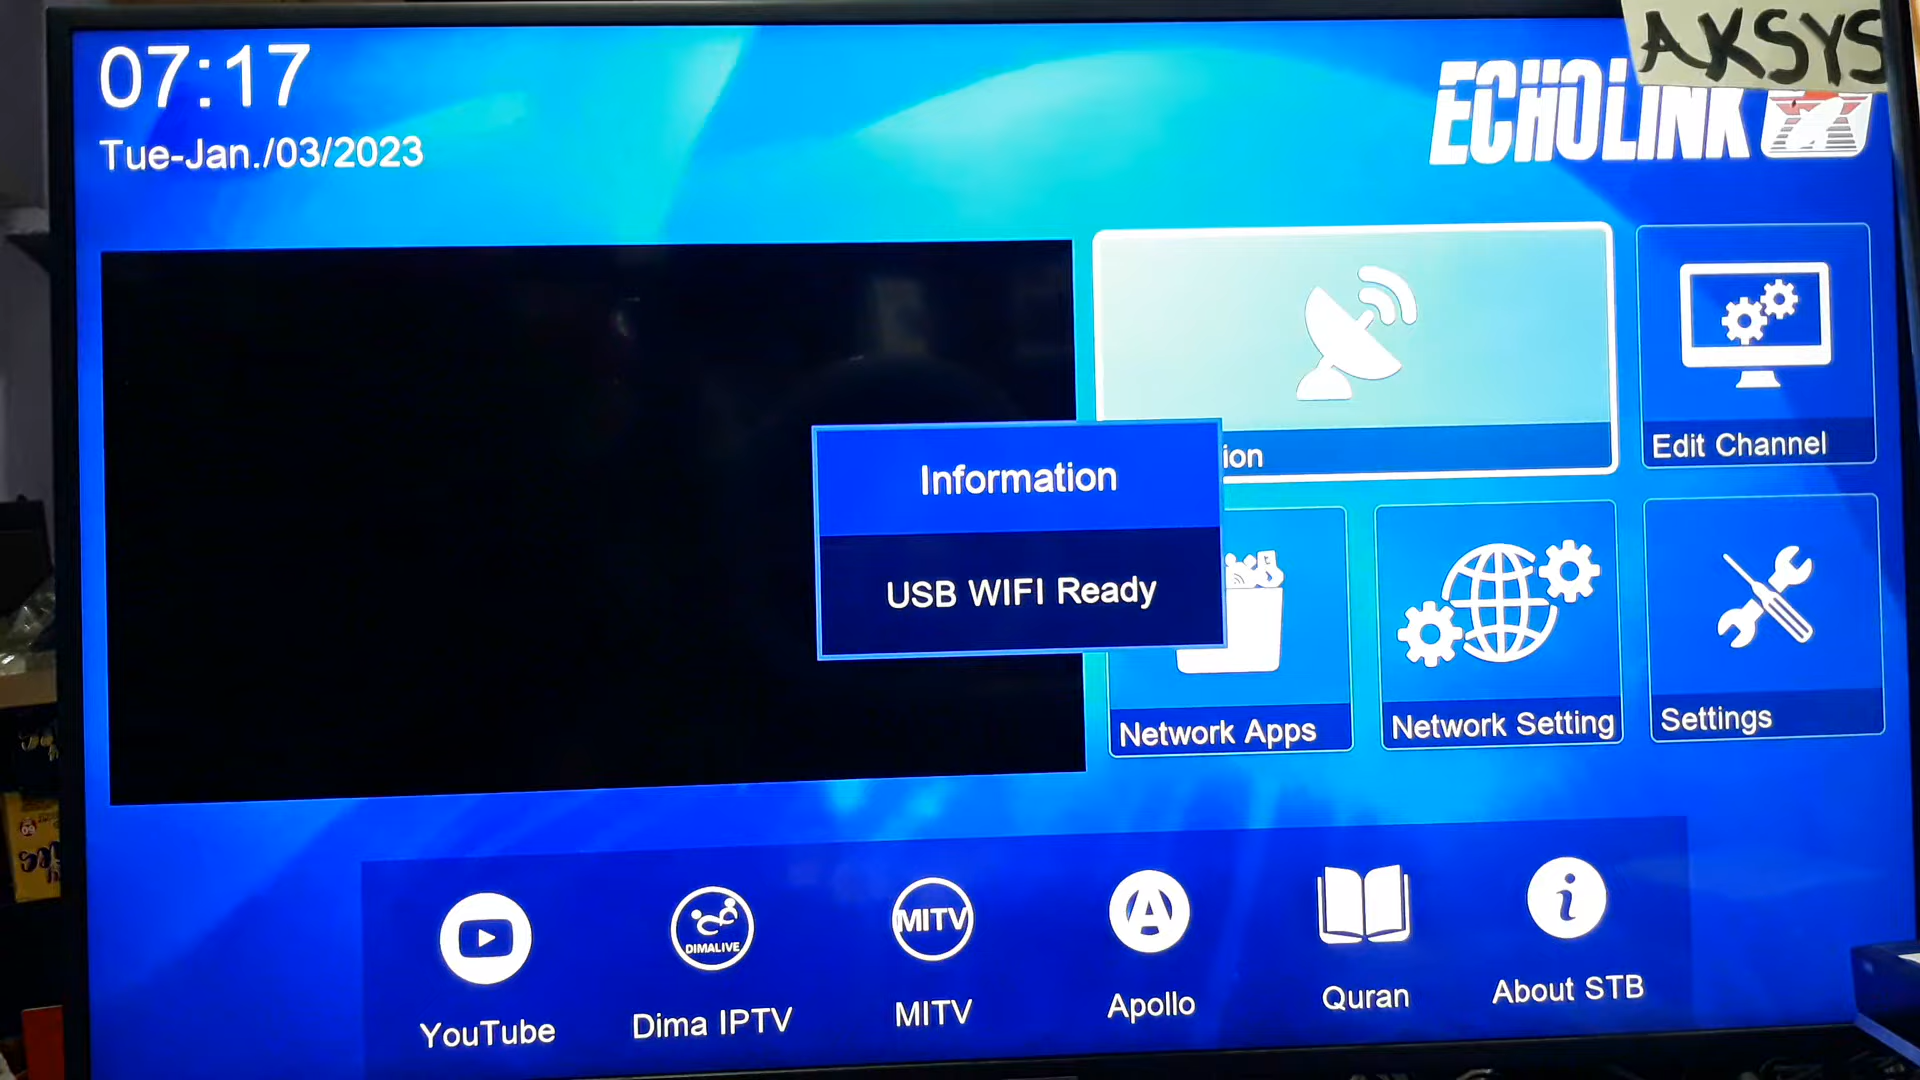 07:17
Tue-Jan./03/2023
AKSYS
ECHOLINK
Edit Channel
Information
USB WIFI Ready
Network Apps
Network Setting
Settings
DIMALIVE
MITV
YouTube
Dima IPTV
MITV
Apollo
Quran
About STB